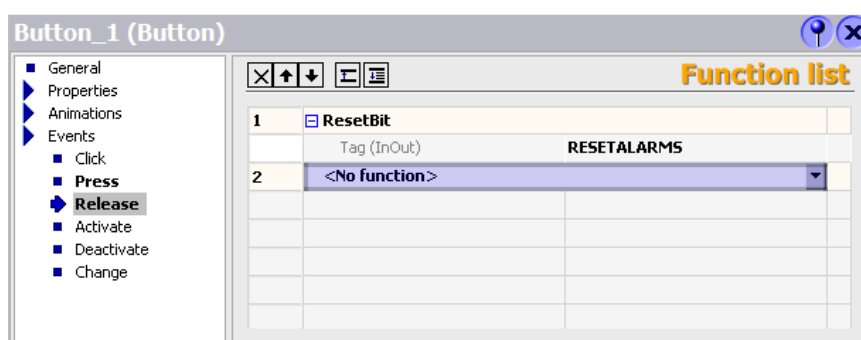 Button_1 (Button)
General
Properties
Animations
Events
Click
Press
Release
Activate
Deactivate
Change
Function list
1 ResetBit
Tag (InOut) RESETALARMS
2 <No function>